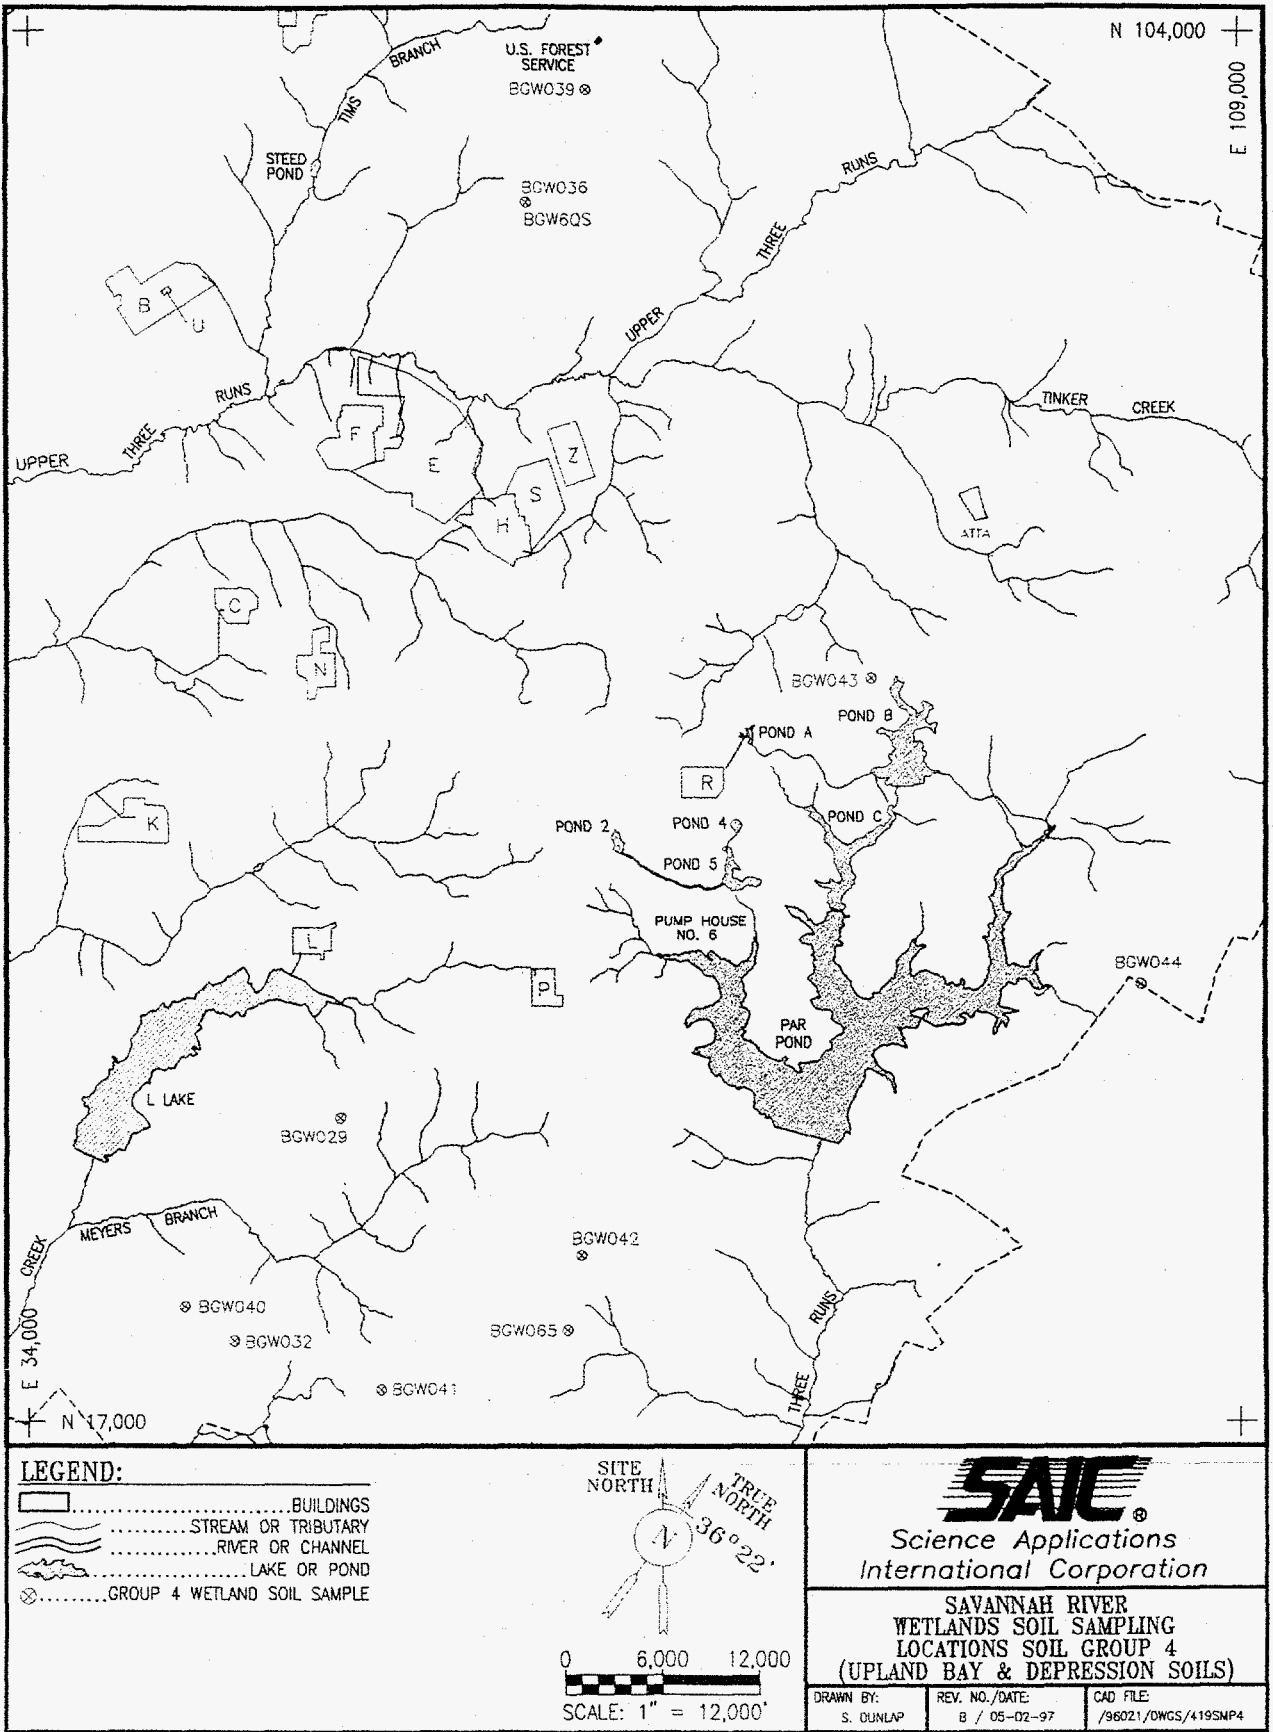 N 104,000
E 109,000
U.S. FOREST
SERVICE
BGW039
BRANCH
TIMS
STEED
POND
BGW036
BGW6QS
RUNS
THREE
UPPER
B
U
RUNS
THREE
UPPER
F
E
Z
S
H
TINKER
CREEK
ATTA
C
N
BGW043
POND B
POND A
R
POND C
K
POND 2
POND 4
POND 5
PUMP HOUSE
NO. 6
L
P
BGW044
PAR
POND
L LAKE
BGW029
MEYERS
BRANCH
CREEK
BGW042
BGW040
BGW032
BGW065
BGW041
RUNS
THREE
E 34,000
N 17,000
LEGEND:
BUILDINGS
STREAM OR TRIBUTARY
RIVER OR CHANNEL
LAKE OR POND
GROUP 4 WETLAND SOIL SAMPLE
SITE
NORTH
TRUE
NORTH
36°22'
N
0 6,000 12,000
SCALE: 1" = 12,000'
SAIC®
Science Applications
International Corporation
SAVANNAH RIVER
WETLANDS SOIL SAMPLING
LOCATIONS SOIL GROUP 4
(UPLAND BAY & DEPRESSION SOILS)
DRAWN BY:
S. DUNLAP
REV. NO./DATE:
B / 05-02-97
CAD FILE:
/96021/DWGS/419SMP4